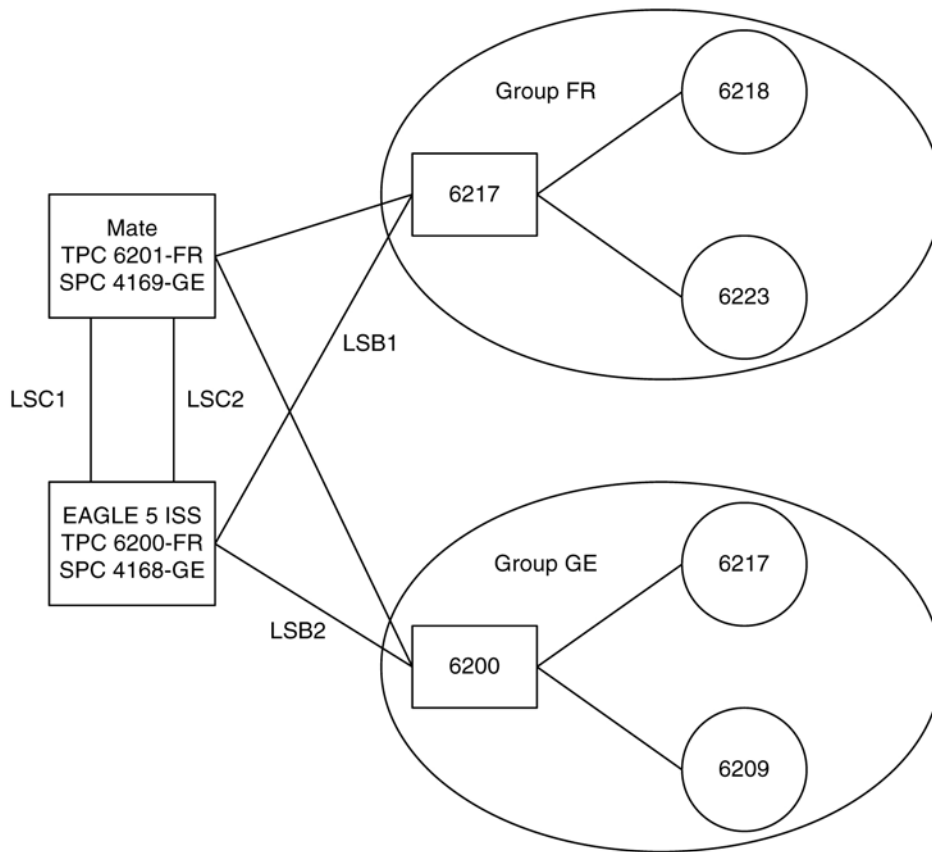 Group FR
6218
6217
6223
Mate
TPC 6201-FR
SPC 4169-GE
LSB1
LSC1
LSC2
EAGLE 5 ISS
TPC 6200-FR
SPC 4168-GE
LSB2
Group GE
6217
6200
6209